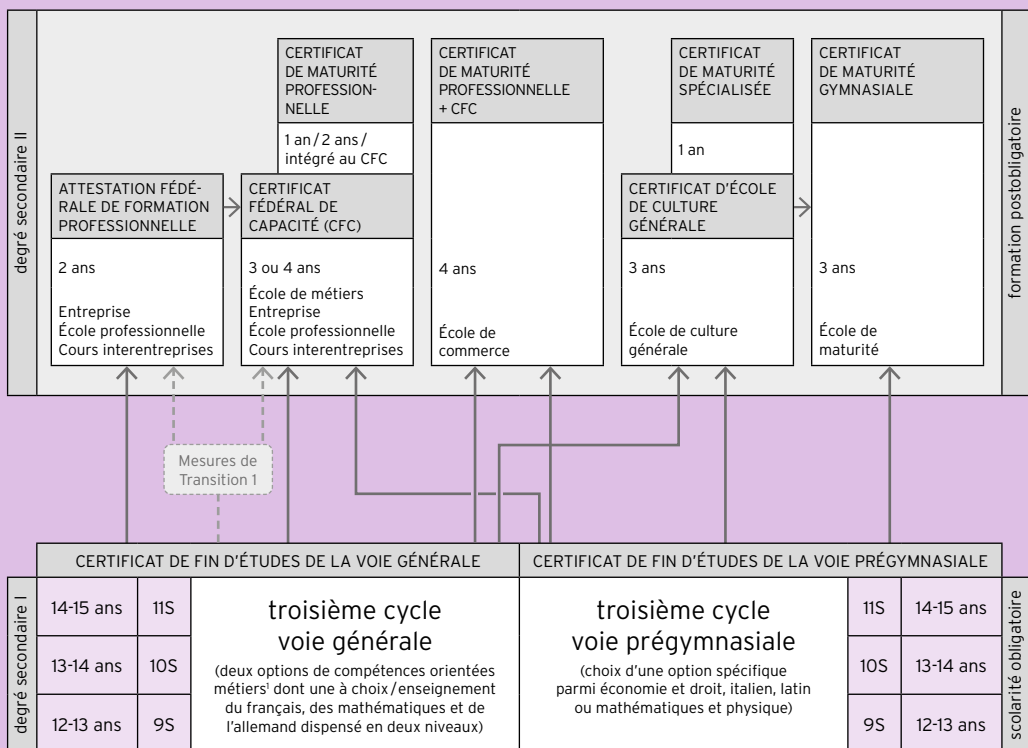 degré secondaire II
formation postobligatoire
CERTIFICAT
DE MATURITÉ
PROFESSION-
NELLE
1 an / 2 ans /
intégré au CFC
CERTIFICAT
DE MATURITÉ
PROFESSIONNELLE
+ CFC
CERTIFICAT
DE MATURITÉ
SPÉCIALISÉE
1 an
CERTIFICAT
DE MATURITÉ
GYMNASIALE
ATTESTATION FÉDÉ-
RALE DE FORMATION
PROFESSIONNELLE
2 ans
Entreprise
École professionnelle
Cours interentreprises
CERTIFICAT
FÉDÉRAL DE
CAPACITÉ (CFC)
3 ou 4 ans
École de métiers
Entreprise
École professionnelle
Cours interentreprises
4 ans
École de
commerce
CERTIFICAT D'ÉCOLE
DE CULTURE
GÉNÉRALE
3 ans
École de culture
générale
3 ans
École de
maturité
Mesures de
Transition 1
CERTIFICAT DE FIN D'ÉTUDES DE LA VOIE GÉNÉRALE
CERTIFICAT DE FIN D'ÉTUDES DE LA VOIE PRÉGYMNASIALE
degré secondaire I
14-15 ans 11S
13-14 ans 10S
12-13 ans 9S
troisième cycle
voie générale
(deux options de compétences orientées
métiers¹ dont une à choix / enseignement
du français, des mathématiques et de
l'allemand dispensé en deux niveaux)
troisième cycle
voie prégymnasiale
(choix d'une option spécifique
parmi économie et droit, italien, latin
ou mathématiques et physique)
11S 14-15 ans
10S 13-14 ans
9S 12-13 ans
scolarité obligatoire